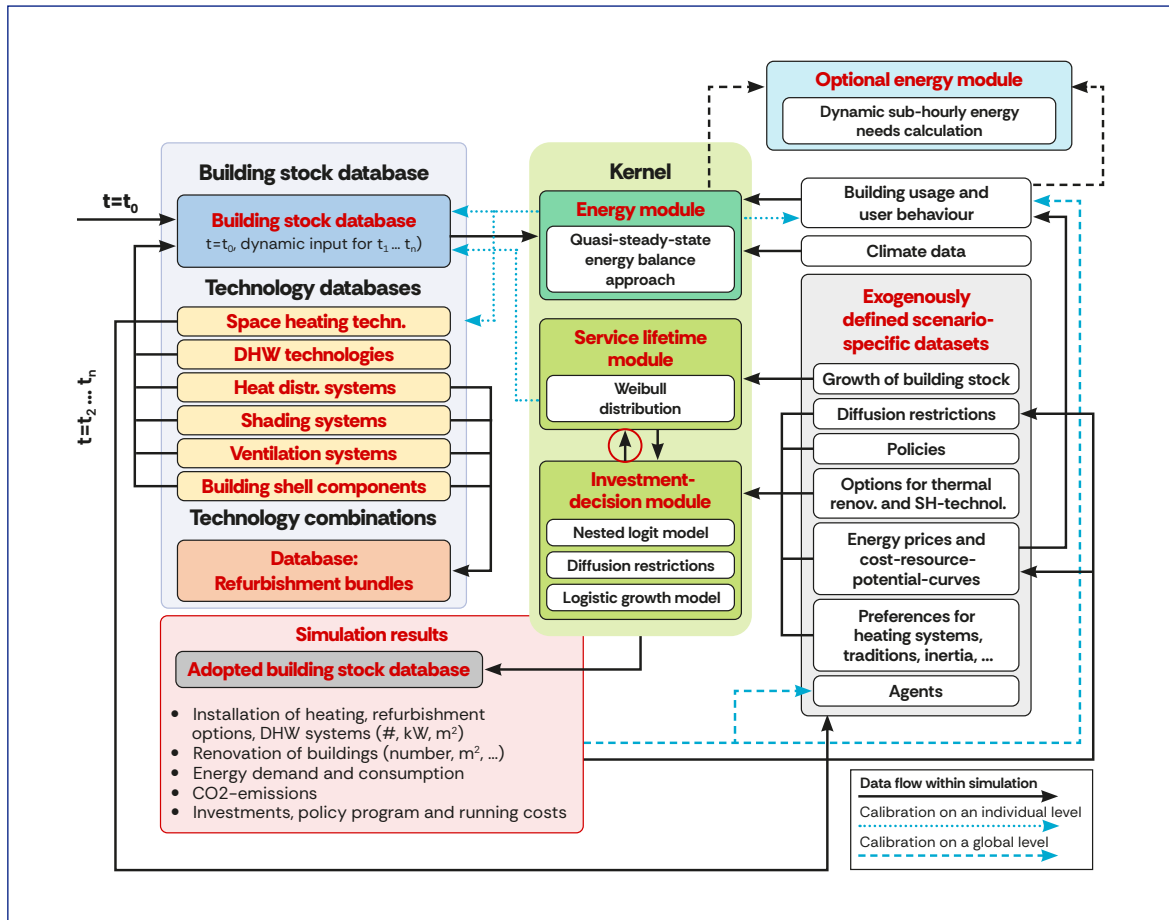 Optional energy module
Dynamic sub-hourly energy
needs calculation
Building stock database
t=t0
Building stock database
t=t0, dynamic input for t1 ... tn)
Technology databases
Space heating techn.
DHW technologies
Heat distr. systems
Shading systems
Ventilation systems
Building shell components
t=t2 ... tn
Technology combinations
Database:
Refurbishment bundles
Kernel
Energy module
Quasi-steady-state
energy balance
approach
Service lifetime
module
Weibull
distribution
Investment-
decision module
Nested logit model
Diffusion restrictions
Logistic growth model
Building usage and
user behaviour
Climate data
Exogenously
defined scenario-
specific datasets
Growth of building stock
Diffusion restrictions
Policies
Options for thermal
renov. and SH-technol.
Energy prices and
cost-resource-
potential-curves
Preferences for
heating systems,
traditions, inertia, ...
Agents
Simulation results
Adopted building stock database
• Installation of heating, refurbishment
options, DHW systems (#, kW, m²)
• Renovation of buildings (number, m², ...)
• Energy demand and consumption
• CO2-emissions
• Investments, policy program and running costs
Data flow within simulation
Calibration on an individual level
Calibration on a global level